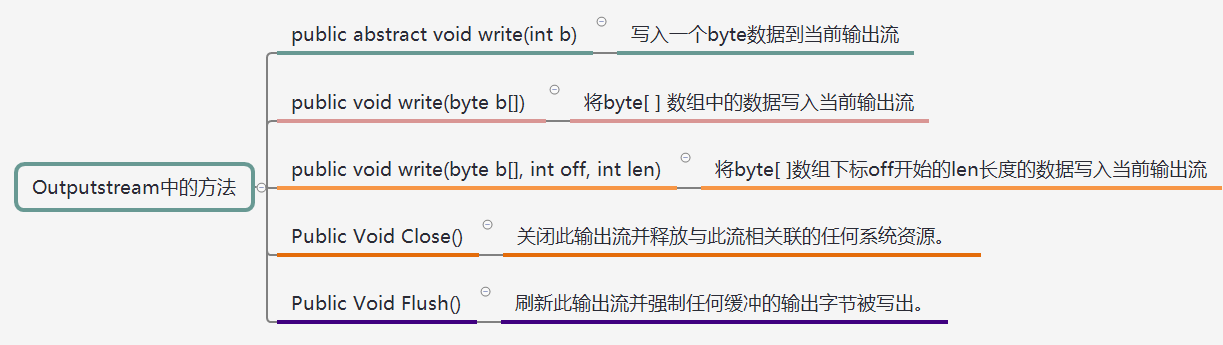 public abstract void write(int b)
写入一个byte数据到当前输出流
public void write(byte b[])
将byte[ ] 数组中的数据写入当前输出流
Outputstream中的方法
public void write(byte b[], int off, int len)
将byte[ ]数组下标off开始的len长度的数据写入当前输出流
Public Void Close()
关闭此输出流并释放与此流相关联的任何系统资源。
Public Void Flush()
刷新此输出流并强制任何缓冲的输出字节被写出。